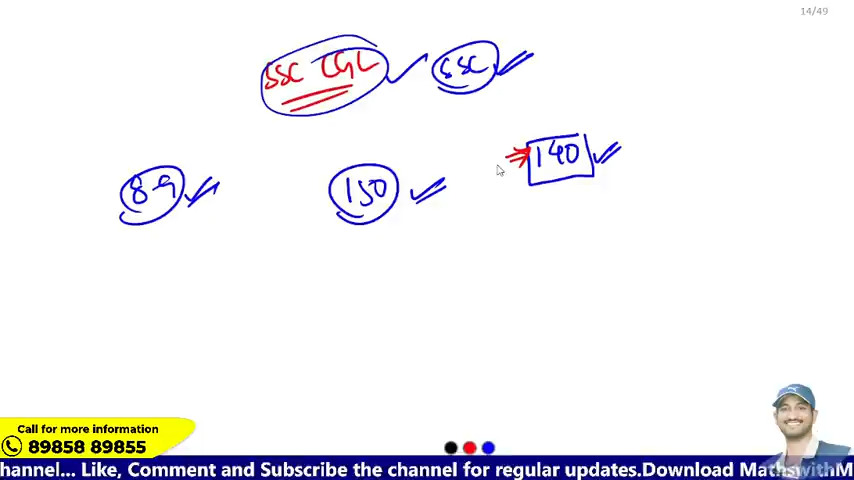 14/49
SSC CGL SSC
89 150 140
Call for more information
89858 89855
hannel... Like, Comment and Subscribe the channel for regular updates.Download MathswithM